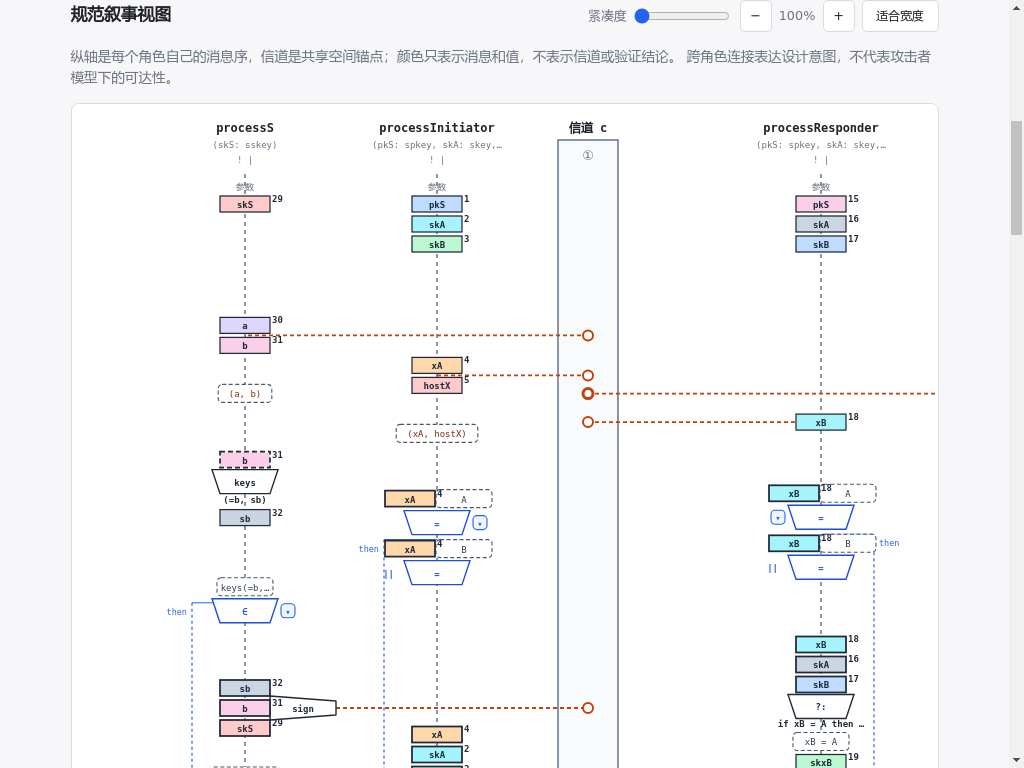 规范叙事视图
紧凑度
− 100% + 适合宽度
纵轴是每个角色自己的消息序，信道是共享空间锚点；颜色只表示消息和值，不表示信道或验证结论。 跨角色连接表达设计意图，不代表攻击者
模型下的可达性。
processS processInitiator 信道 c processResponder
(skS: sskey) (pkS: spkey, skA: skey,… (pkS: spkey, skA: skey,…
! | ! | ① ! |
参数 参数 参数
skS 29 pkS 1 pkS 15
skA 2 skA 16
skB 3 skB 17
a 30
b 31
xA 4
hostX 5
(a, b)
xB 18
(xA, hostX)
b 31
keys
(=b, sb)
xA 4 A xB 18 A
sb 32
= ▾ ▾ =
then xA 4 B xB 18 B then
|| = || =
keys(=b,…
then ∈ ▾
xB 18
skA 16
sb 32 skB 17
b 31 sign ?:
skS 29 if xB = A then …
xA 4 xB = A
skA 2 skxB 19